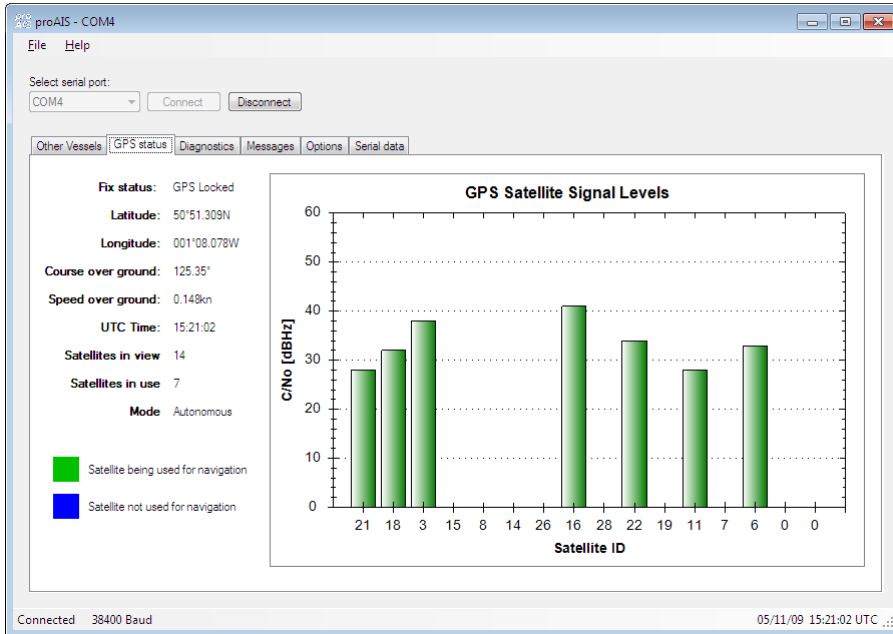 proAIS - COM4
File Help
Select serial port:
COM4 Connect Disconnect
Other Vessels GPS status Diagnostics Messages Options Serial data
Fix status: GPS Locked
Latitude: 50°51.309N
Longitude: 001°08.078W
Course over ground: 125.35°
Speed over ground: 0.148kn
UTC Time: 15:21:02
Satellites in view 14
Satellites in use 7
Mode Autonomous
Satellite being used for navigation
Satellite not used for navigation
GPS Satellite Signal Levels
60
50
40
30
20
10
0
C/No [dBHz]
21 18 3 15 8 14 26 16 28 22 19 11 7 6 0 0
Satellite ID
Connected 38400 Baud 05/11/09 15:21:02 UTC